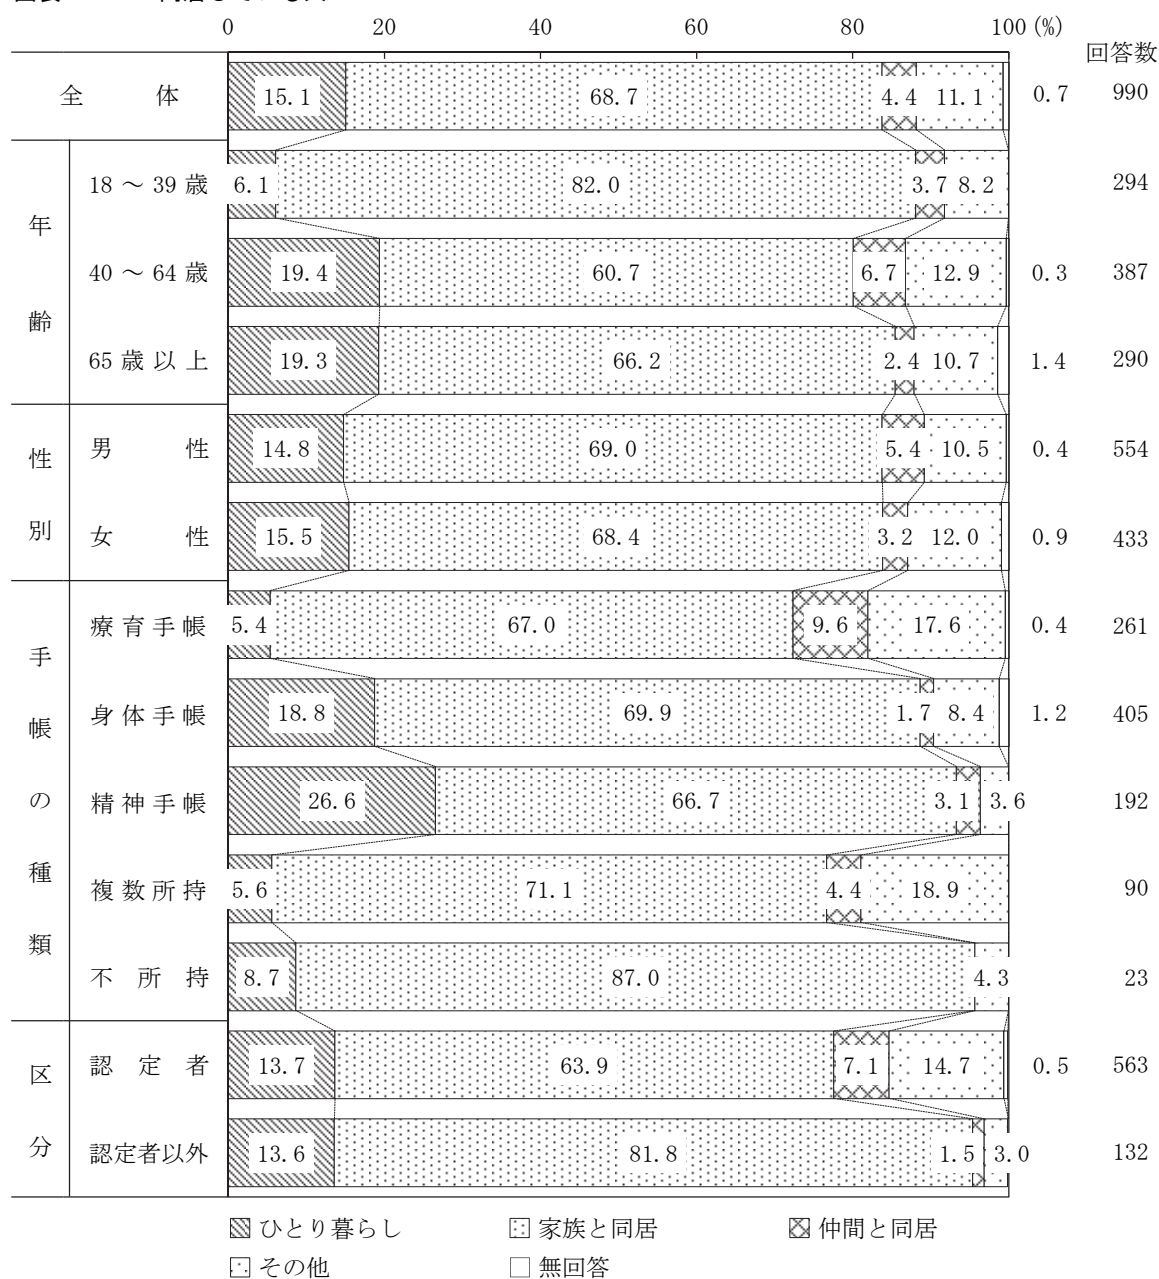 0 20 40 60 80 100 (%)
回答数
全体 15.1 68.7 4.4 11.1 0.7 990
年齢
18～39歳 6.1 82.0 3.7 8.2 294
40～64歳 19.4 60.7 6.7 12.9 0.3 387
65歳以上 19.3 66.2 2.4 10.7 1.4 290
性別
男性 14.8 69.0 5.4 10.5 0.4 554
女性 15.5 68.4 3.2 12.0 0.9 433
手帳の種類
療育手帳 5.4 67.0 9.6 17.6 0.4 261
身体手帳 18.8 69.9 1.7 8.4 1.2 405
精神手帳 26.6 66.7 3.1 3.6 192
複数所持 5.6 71.1 4.4 18.9 90
不所持 8.7 87.0 4.3 23
区分
認定者 13.7 63.9 7.1 14.7 0.5 563
認定者以外 13.6 81.8 1.5 3.0 132
ひとり暮らし 家族と同居 仲間と同居
その他 無回答